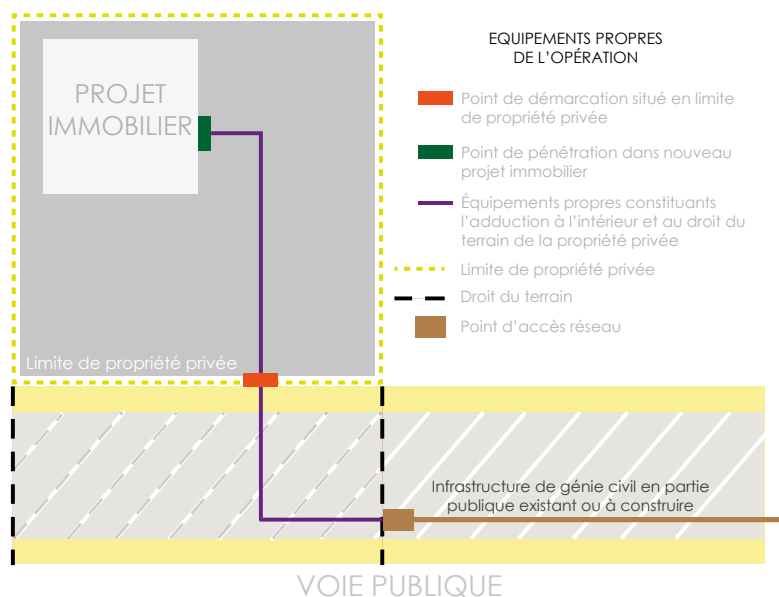 EQUIPEMENTS PROPRES
DE L'OPÉRATION
PROJET
IMMOBILIER
Point de démarcation situé en limite
de propriété privée
Point de pénétration dans nouveau
projet immobilier
Équipements propres constituants
l'adduction à l'intérieur et au droit du
terrain de la propriété privée
Limite de propriété privée
Droit du terrain
Point d'accès réseau
Limite de propriété privée
Infrastructure de génie civil en partie
publique existant ou à construire
VOIE PUBLIQUE